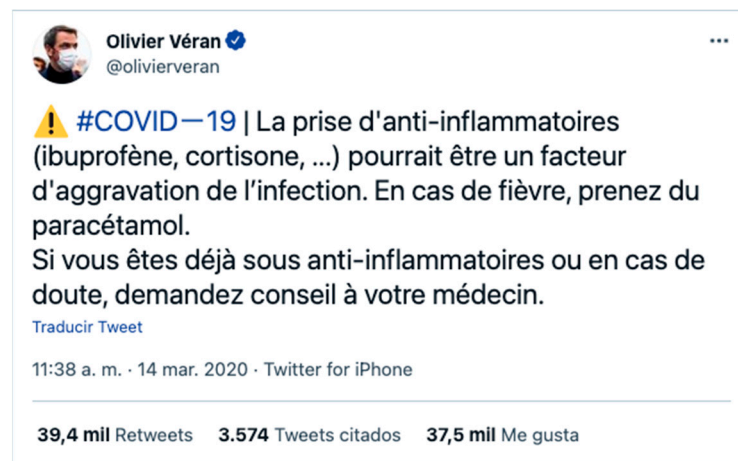 Olivier Véran
@olivierveran
⚠️ #COVID—19 | La prise d'anti-inflammatoires
(ibuprofène, cortisone, ...) pourrait être un facteur
d'aggravation de l’infection. En cas de fièvre, prenez du
paracétamol.
Si vous êtes déjà sous anti-inflammatoires ou en cas de
doute, demandez conseil à votre médecin.
Traducir Tweet
11:38 a. m. · 14 mar. 2020 · Twitter for iPhone
39,4 mil Retweets 3.574 Tweets citados 37,5 mil Me gusta